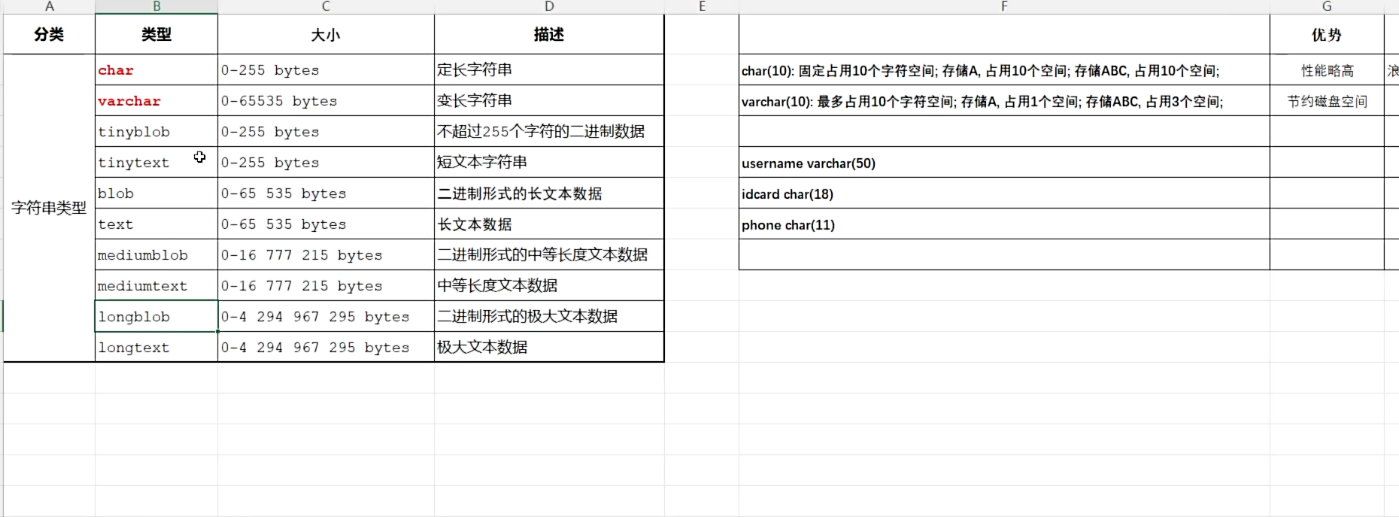 A B C D E F G
分类 类型 大小 描述 优势
char 0-255 bytes 定长字符串 char(10): 固定占用10个字符空间; 存储A, 占用10个空间; 存储ABC, 占用10个空间; 性能略高 浪
varchar 0-65535 bytes 变长字符串 varchar(10): 最多占用10个字符空间; 存储A, 占用1个空间; 存储ABC, 占用3个空间; 节约磁盘空间
tinyblob 0-255 bytes 不超过255个字符的二进制数据
tinytext 0-255 bytes 短文本字符串 username varchar(50)
字符串类型 blob 0-65 535 bytes 二进制形式的长文本数据 idcard char(18)
text 0-65 535 bytes 长文本数据 phone char(11)
mediumblob 0-16 777 215 bytes 二进制形式的中等长度文本数据
mediumtext 0-16 777 215 bytes 中等长度文本数据
longblob 0-4 294 967 295 bytes 二进制形式的极大文本数据
longtext 0-4 294 967 295 bytes 极大文本数据